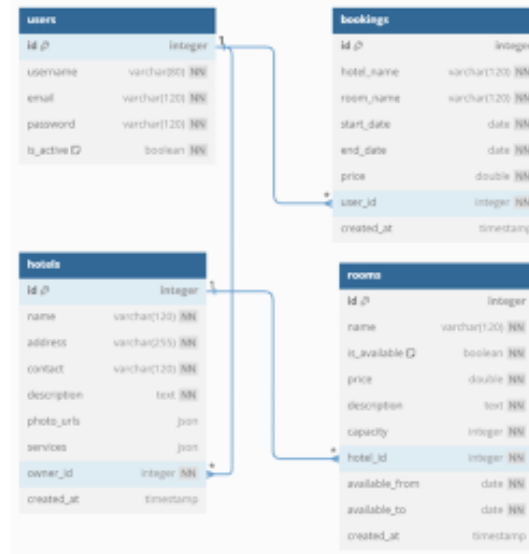 users
id integer
username varchar(80) NN
email varchar(120) NN
password varchar(120) NN
is_active boolean NN
bookings
id integer
hotel_name varchar(120) NN
room_name varchar(120) NN
start_date date NN
end_date date NN
price double NN
user_id integer NN
created_at timestamp
hotels
id integer
name varchar(120) NN
address varchar(255) NN
contact varchar(120) NN
description text NN
photo_urls json
services json
owner_id integer NN
created_at timestamp
rooms
id integer
name varchar(120) NN
is_available boolean NN
price double NN
description text NN
capacity integer NN
hotel_id integer NN
available_from date NN
available_to date NN
created_at timestamp
1
*
1
*
*